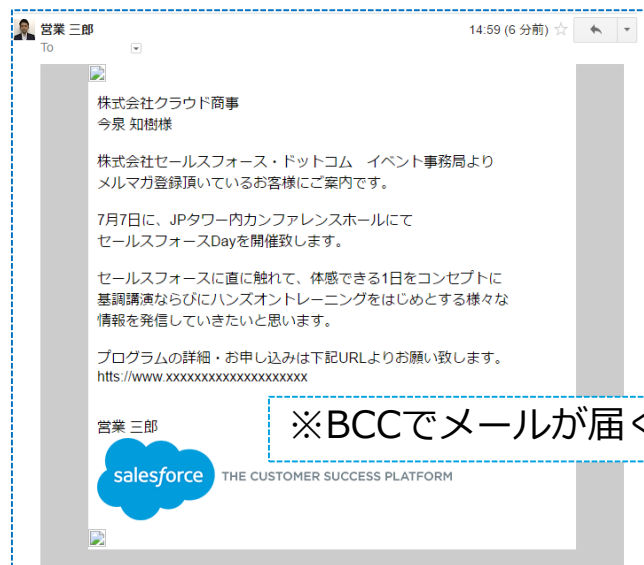 営業 三郎
14:59 (6 分前)
To
株式会社クラウド商事
今泉 知樹様
株式会社セールスフォース・ドットコム　イベント事務局より
メルマガ登録頂いているお客様にご案内です。
7月7日に、JPタワー内カンファレンスホールにて
セールスフォースDayを開催致します。
セールスフォースに直に触れて、体感できる1日をコンセプトに
基調講演ならびにハンズオントレーニングをはじめとする様々な
情報を発信していきたいと思います。
プログラムの詳細・お申し込みは下記URLよりお願い致します。
htts://www.xxxxxxxxxxxxxxxxxxxx
営業 三郎
※BCCでメールが届く
salesforce
THE CUSTOMER SUCCESS PLATFORM